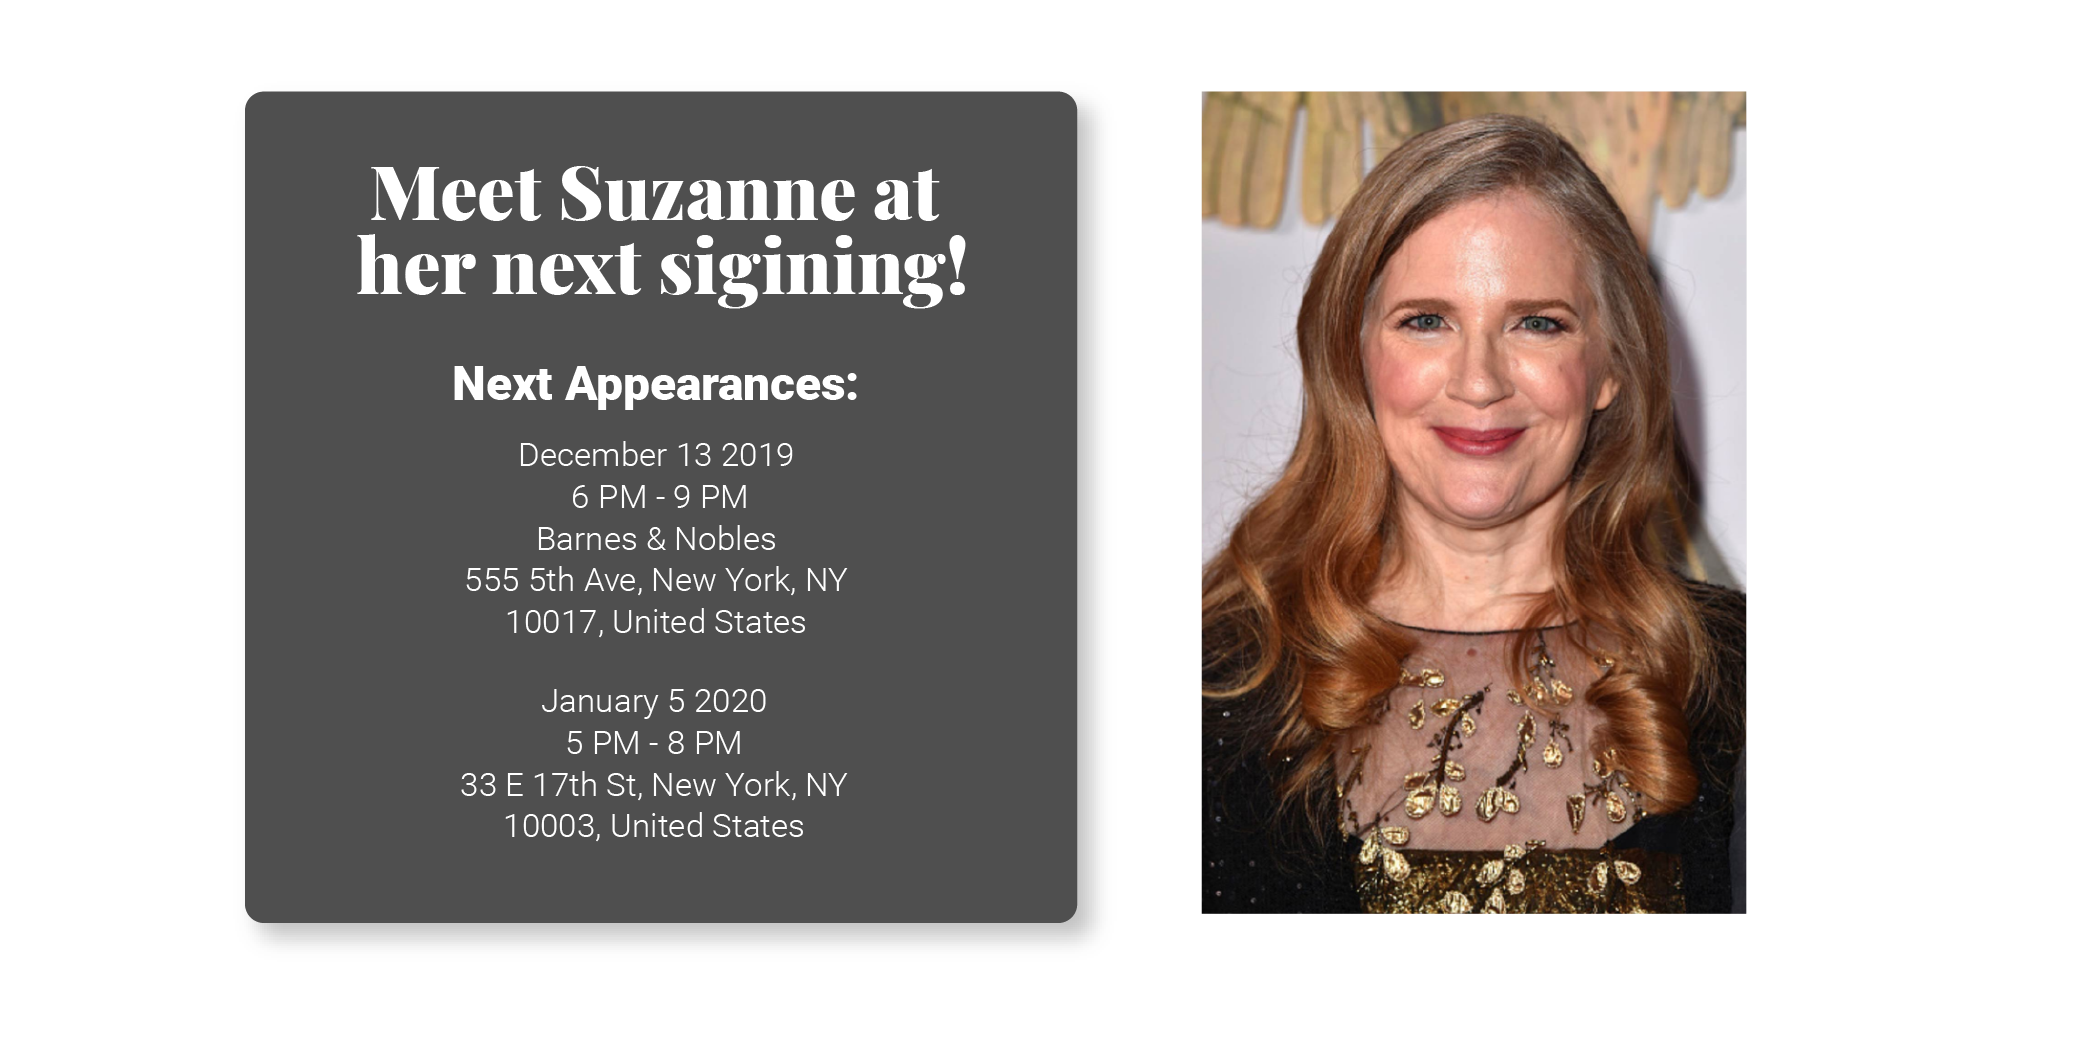 Meet Suzanne at
her next sigining!
Next Appearances:
December 13 2019
6 PM - 9 PM
Barnes & Nobles
555 5th Ave, New York, NY
10017, United States
January 5 2020
5 PM - 8 PM
33 E 17th St, New York, NY
10003, United States